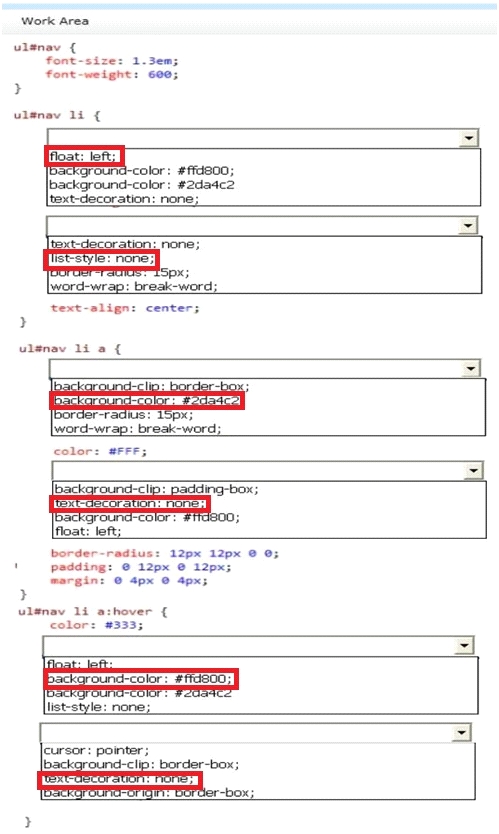 Work Area
ul#nav {
font-size: 1.3em;
font-weight: 600;
}
ul#nav li {
float: left;
background-color: #ffd800;
background-color: #2da4c2
text-decoration: none;
text-decoration: none;
list-style: none;
border-radius: 15px;
word-wrap: break-word;
text-align: center;
}
ul#nav li a {
background-clip: border-box;
background-color: #2da4c2
border-radius: 15px;
word-wrap: break-word;
color: #FFF;
background-clip: padding-box;
text-decoration: none;
background-color: #ffd800;
float: left;
border-radius: 12px 12px 0 0;
padding: 0 12px 0 12px;
margin: 0 4px 0 4px;
}
ul#nav li a:hover {
color: #333;
float: left;
background-color: #ffd800;
background-color: #2da4c2
list-style: none;
cursor: pointer;
background-clip: border-box;
text-decoration: none;
background-origin: border-box;
}